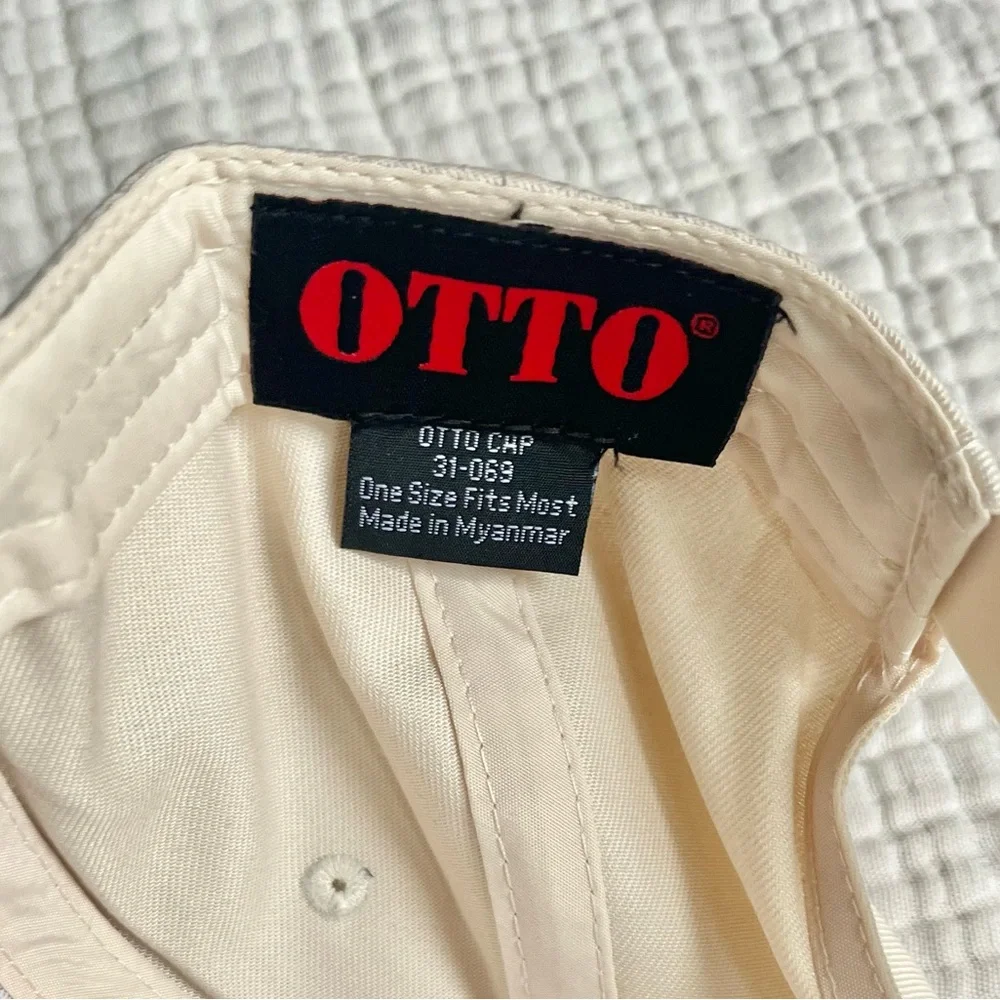 OTTO®
OTTO CAP
31-069
One Size Fits Most
Made in Myanmar